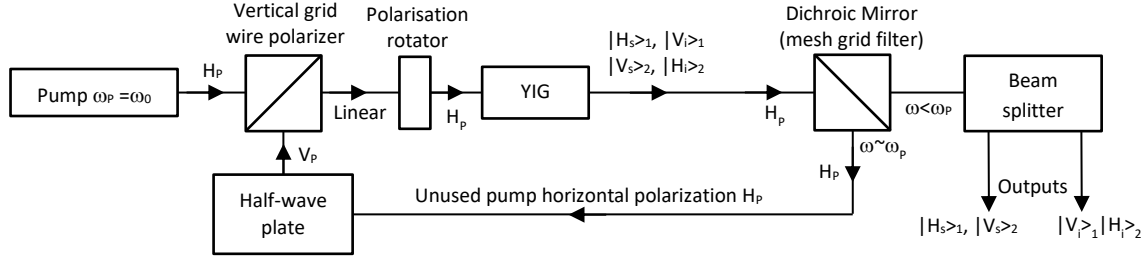 Vertical grid
wire polarizer
Polarisation
rotator
Dichroic Mirror
(mesh grid filter)
Pump ωₚ =ω₀
Hₚ
Linear
Hₚ
YIG
|Hₛ>₁, |Vᵢ>₁
|Vₛ>₂, |Hᵢ>₂
Hₚ
ω<ωₚ
Beam
splitter
Vₚ
ω~ωₚ
Hₚ
Half-wave
plate
Unused pump horizontal polarization Hₚ
Outputs
|Hₛ>₁, |Vₛ>₂
|Vᵢ>₁|Hᵢ>₂